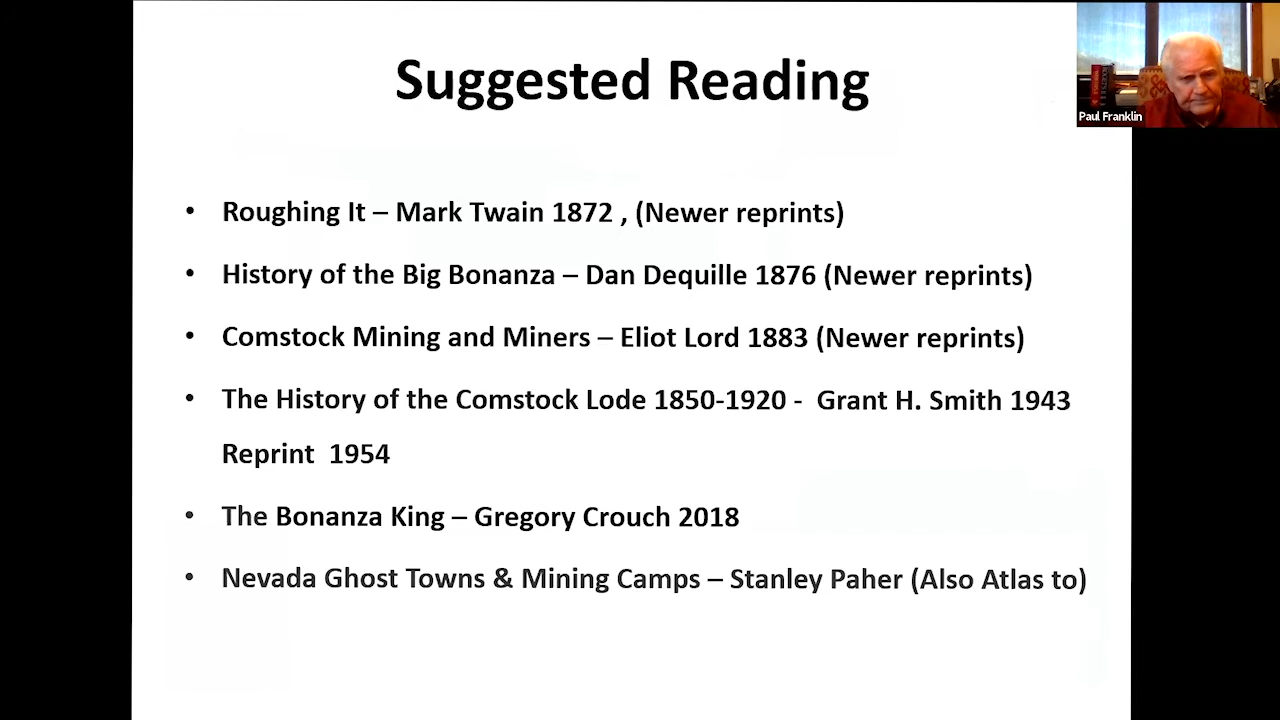 Suggested Reading
Paul Franklin
• Roughing It – Mark Twain 1872 , (Newer reprints)
• History of the Big Bonanza – Dan Dequille 1876 (Newer reprints)
• Comstock Mining and Miners – Eliot Lord 1883 (Newer reprints)
• The History of the Comstock Lode 1850-1920 - Grant H. Smith 1943
Reprint 1954
• The Bonanza King – Gregory Crouch 2018
• Nevada Ghost Towns & Mining Camps – Stanley Paher (Also Atlas to)